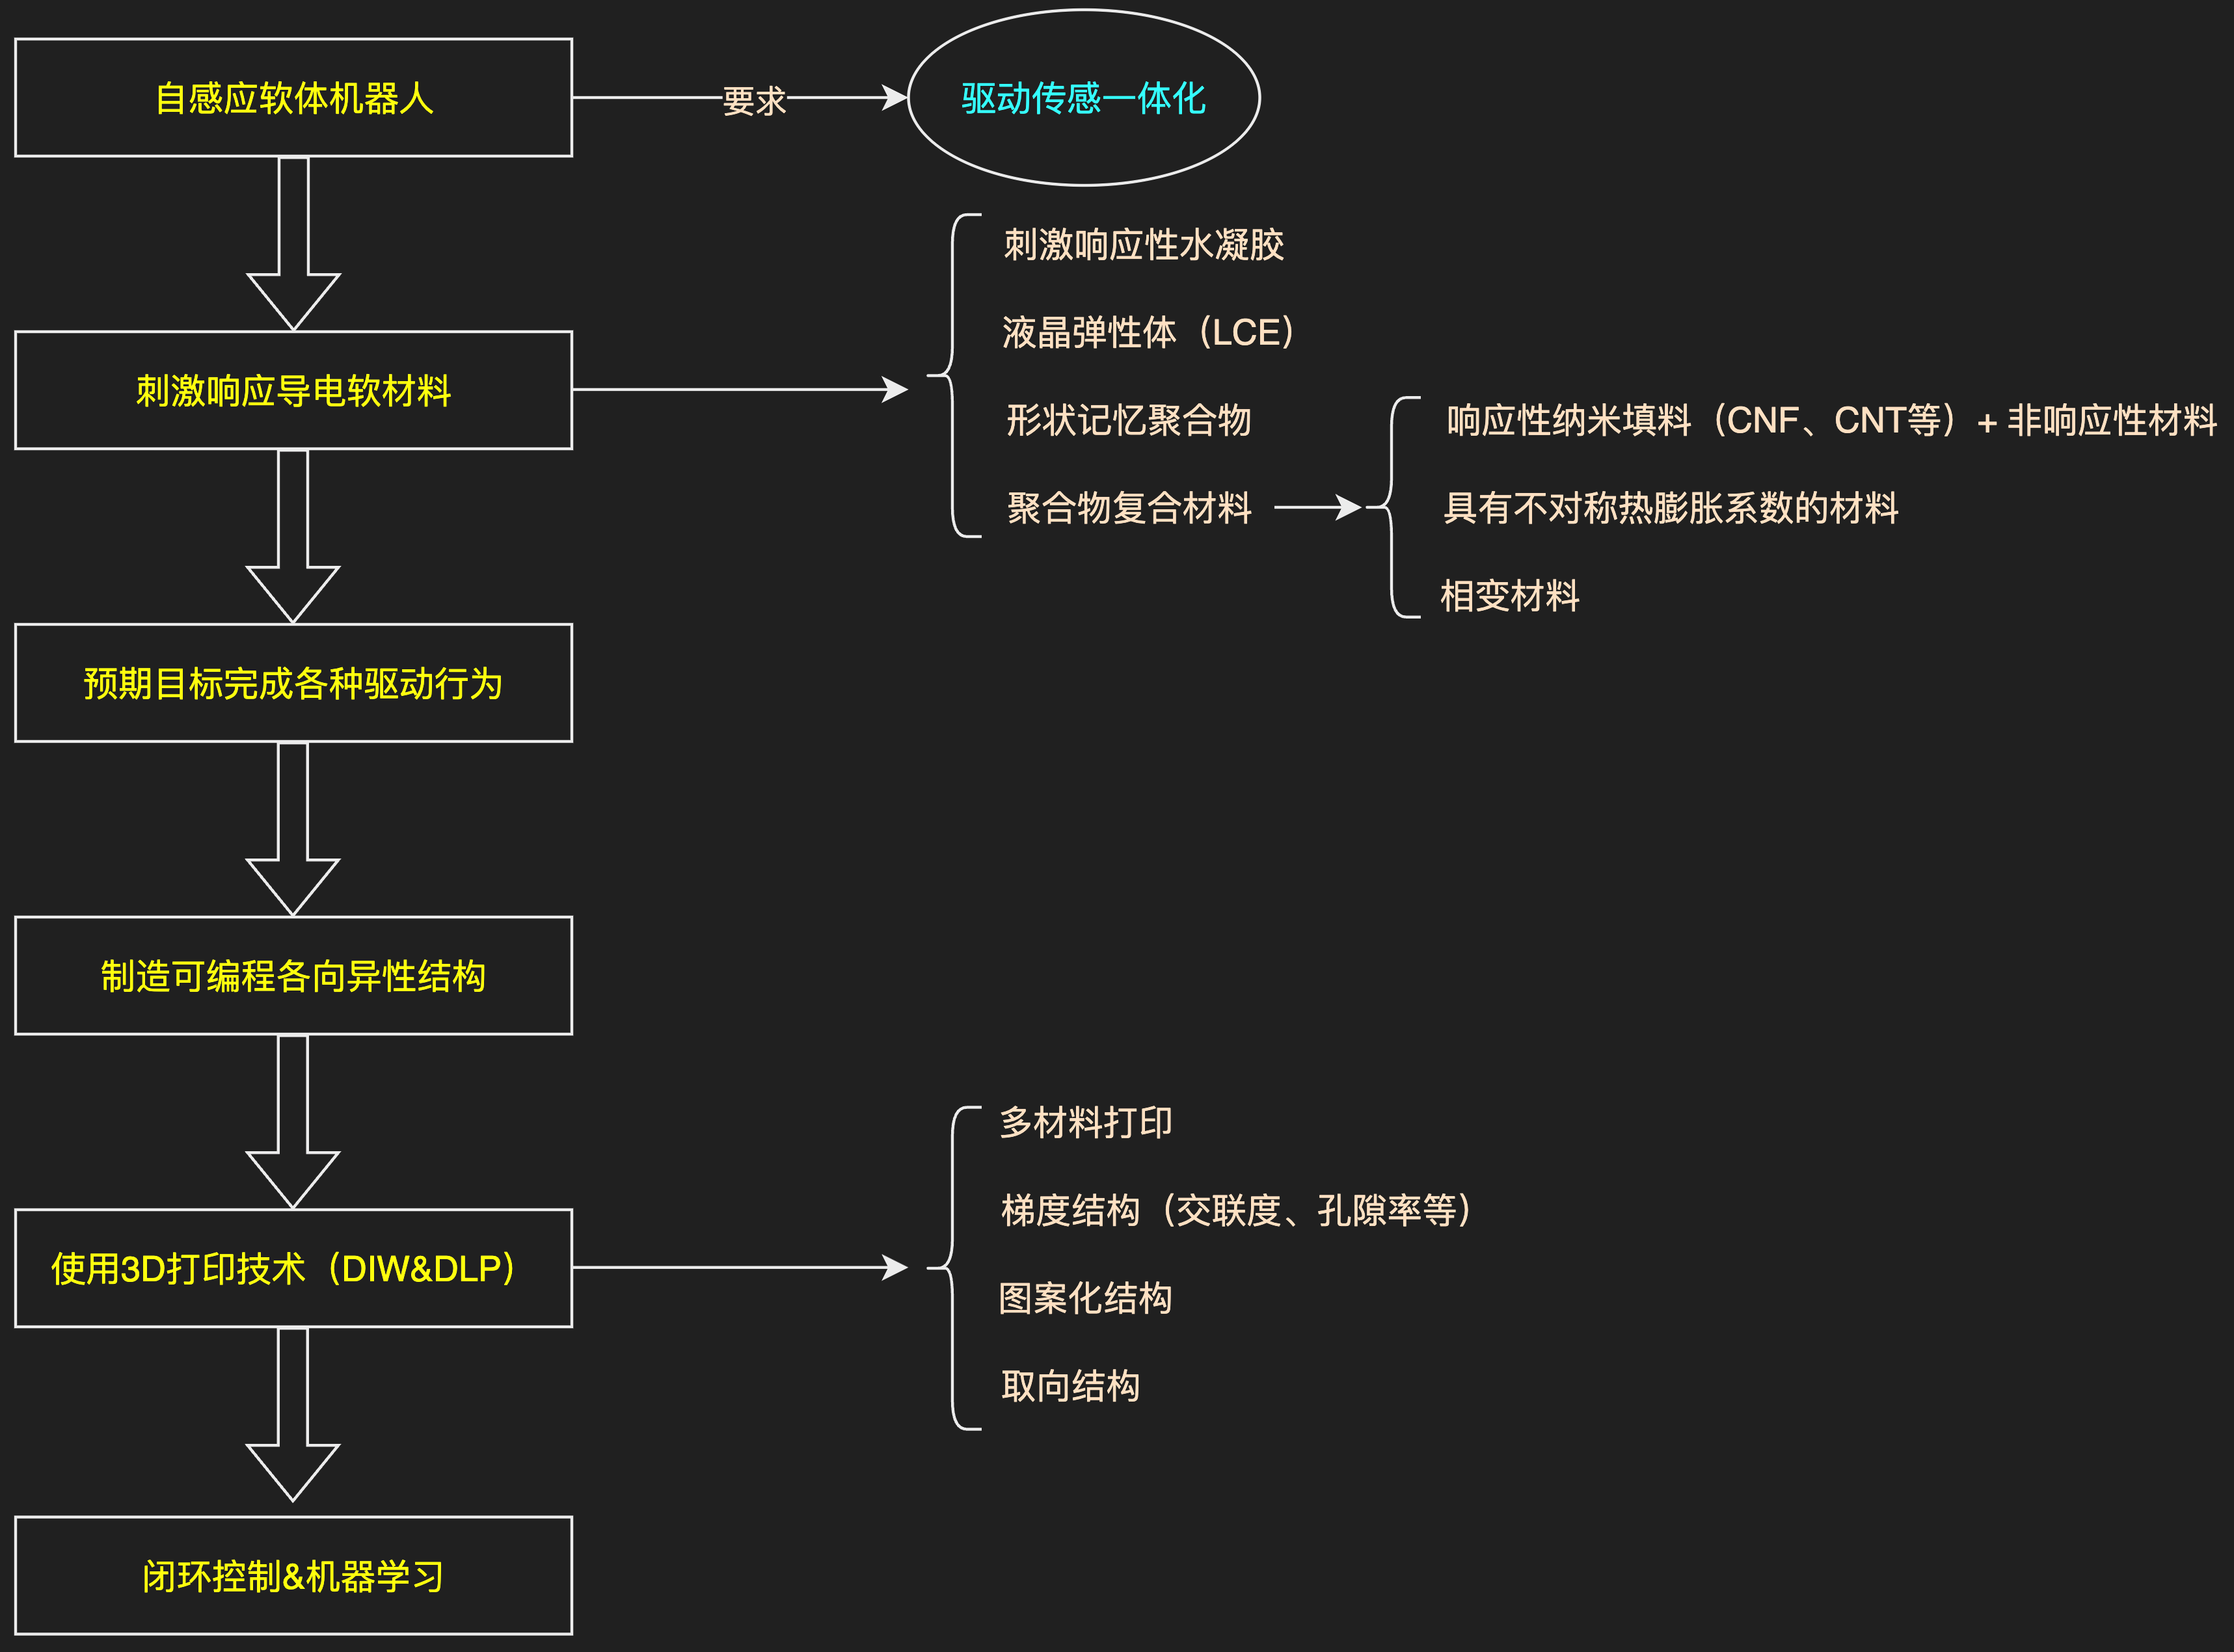 自感应软体机器人
要求
驱动传感一体化
刺激响应导电软材料
刺激响应性水凝胶
液晶弹性体（LCE）
形状记忆聚合物
聚合物复合材料
响应性纳米填料（CNF、CNT等）+ 非响应性材料
具有不对称热膨胀系数的材料
相变材料
预期目标完成各种驱动行为
制造可编程各向异性结构
使用3D打印技术（DIW&DLP）
多材料打印
梯度结构（交联度、孔隙率等）
图案化结构
取向结构
闭环控制&机器学习